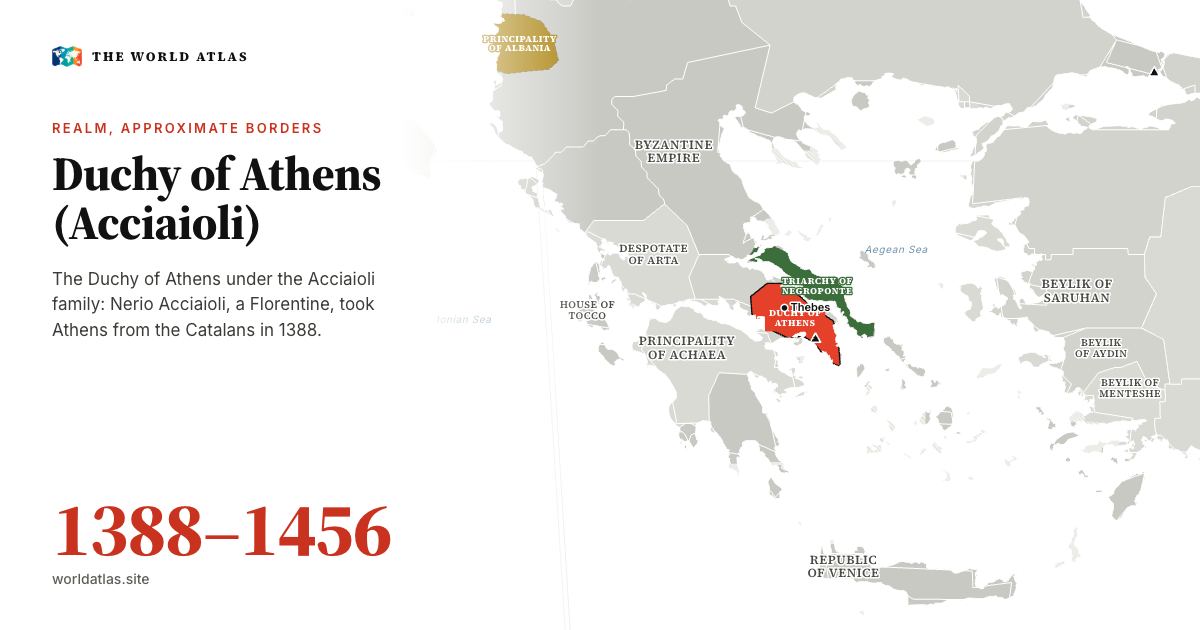 THE WORLD ATLAS
REALM, APPROXIMATE BORDERS
Duchy of Athens
(Acciaioli)
The Duchy of Athens under the Acciaioli
family: Nerio Acciaioli, a Florentine, took
Athens from the Catalans in 1388.
1388–1456
worldatlas.site
PRINCIPALITY
OF ALBANIA
BYZANTINE
EMPIRE
DESPOTATE
OF ARTA
Aegean Sea
TRIARCHY OF
NEGROPONTE
BEYLIK OF
SARUHAN
HOUSE OF
TOCCO
Thebes
DUCHY OF
ATHENS
Ionian Sea
PRINCIPALITY
OF ACHAEA
BEYLIK
OF AYDIN
BEYLIK OF
MENTESHE
REPUBLIC
OF VENICE